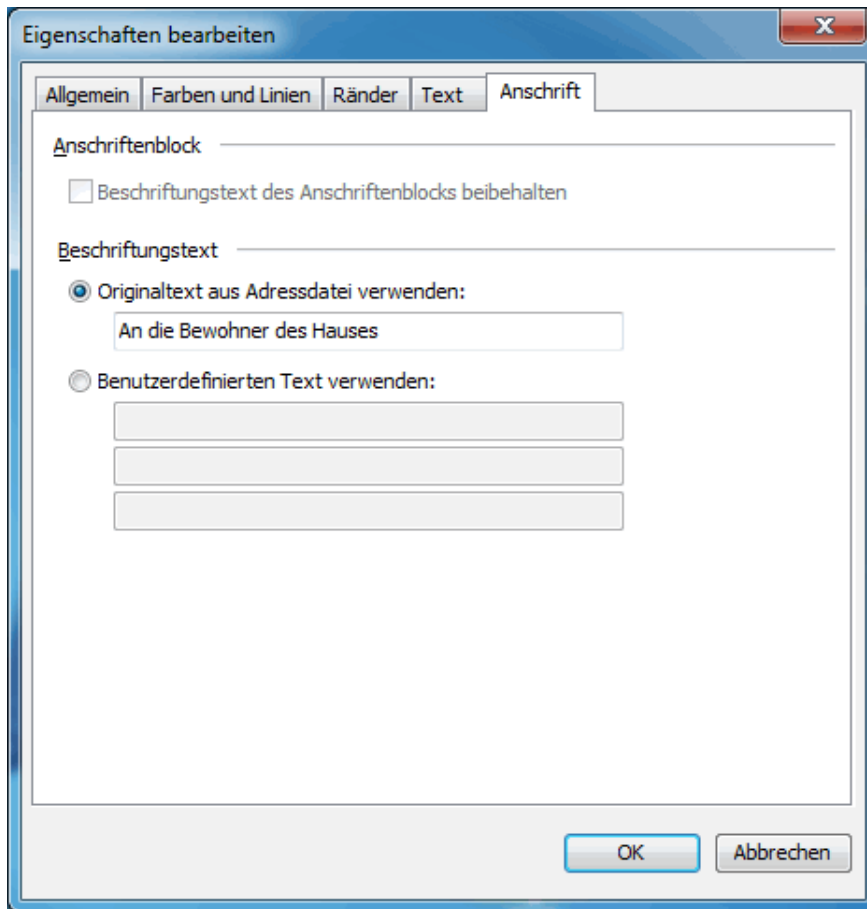 Eigenschaften bearbeiten
Allgemein Farben und Linien Ränder Text Anschrift
Anschriftenblock
Beschriftungstext des Anschriftenblocks beibehalten
Beschriftungstext
Originaltext aus Adressdatei verwenden:
An die Bewohner des Hauses
Benutzerdefinierten Text verwenden:
OK Abbrechen